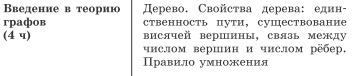 Введение в теорию
графов
(4 ч)
Дерево. Свойства дерева: един-
ственность пути, существование
висячей вершины, связь между
числом вершин и числом рёбер.
Правило умножения